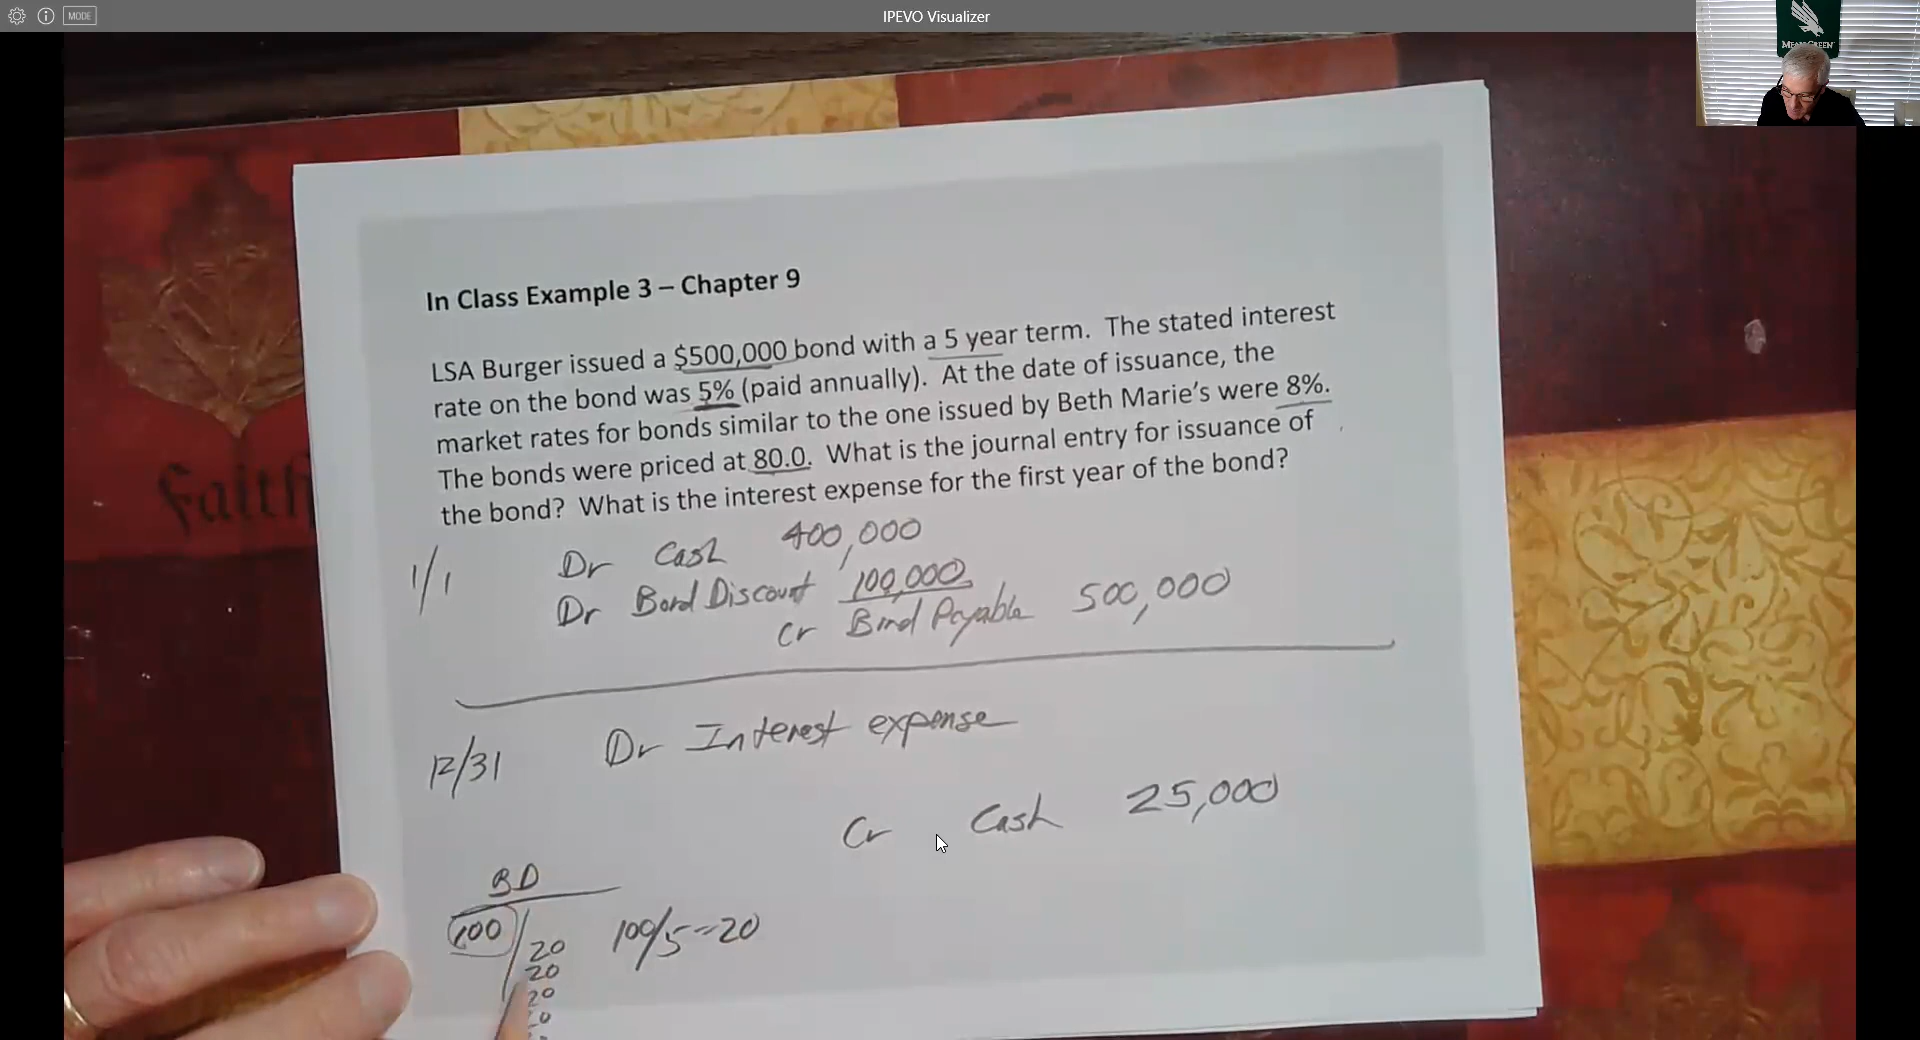 MODE
IPEVO Visualizer
MEAN GREEN
In Class Example 3 – Chapter 9
LSA Burger issued a $500,000 bond with a 5 year term. The stated interest
rate on the bond was 5% (paid annually). At the date of issuance, the
market rates for bonds similar to the one issued by Beth Marie's were 8%.
The bonds were priced at 80.0. What is the journal entry for issuance of
the bond? What is the interest expense for the first year of the bond?
Faith
1/1 Dr Cash 400,000
Dr Bond Discount 100,000
Cr Bond Payable 500,000
12/31 Dr Interest expense
Cr Cash 25,000
BD
100 20 100/5=20
20
20